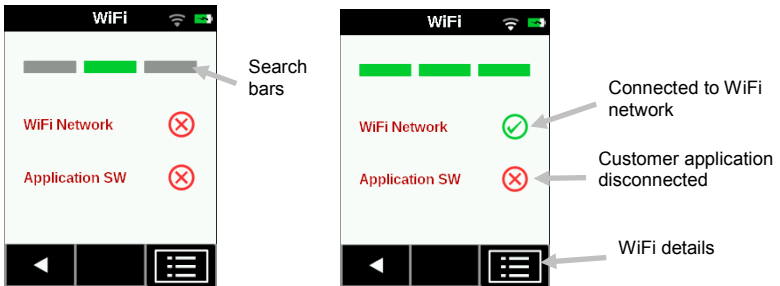 WiFi
Search
bars
WiFi Network
Application SW
WiFi
Connected to WiFi
network
WiFi Network
Customer application
disconnected
Application SW
WiFi details